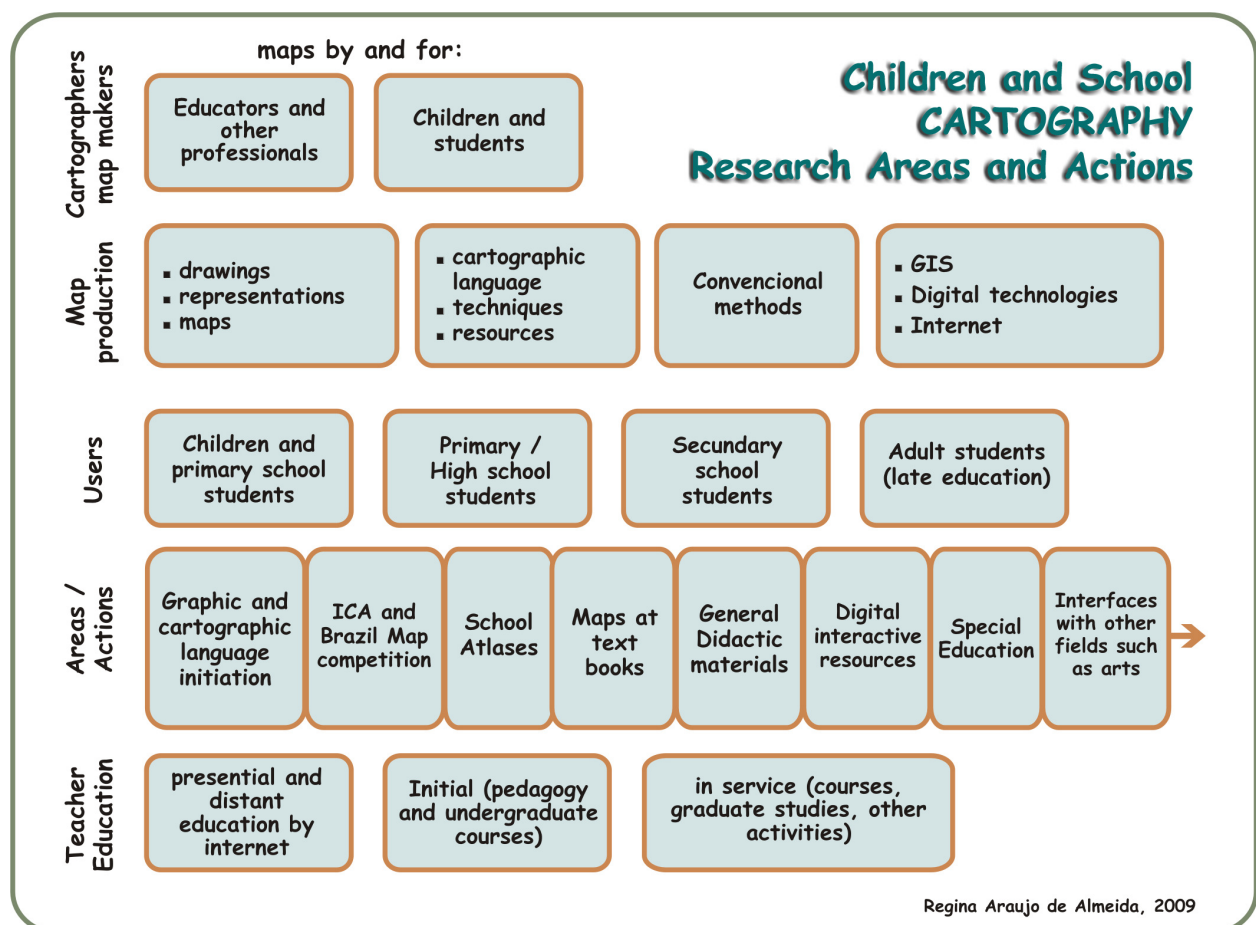 maps by and for:
Children and School
CARTOGRAPHY
Research Areas and Actions
Cartographers
map makers
Educators and
other
professionals
Children and
students
Map
production
▪ drawings
▪ representations
▪ maps
▪ cartographic
language
▪ techniques
▪ resources
Convencional
methods
▪ GIS
▪ Digital technologies
▪ Internet
Users
Children and
primary school
students
Primary /
High school
students
Secundary
school
students
Adult students
(late education)
Areas /
Actions
Graphic and
cartographic
language
initiation
ICA and
Brazil Map
competition
School
Atlases
Maps at
text
books
General
Didactic
materials
Digital
interactive
resources
Special
Education
Interfaces
with other
fields such
as arts
Teacher
Education
presential and
distant
education by
internet
Initial (pedagogy
and undergraduate
courses)
in service (courses,
graduate studies, other
activities)
Regina Araujo de Almeida, 2009